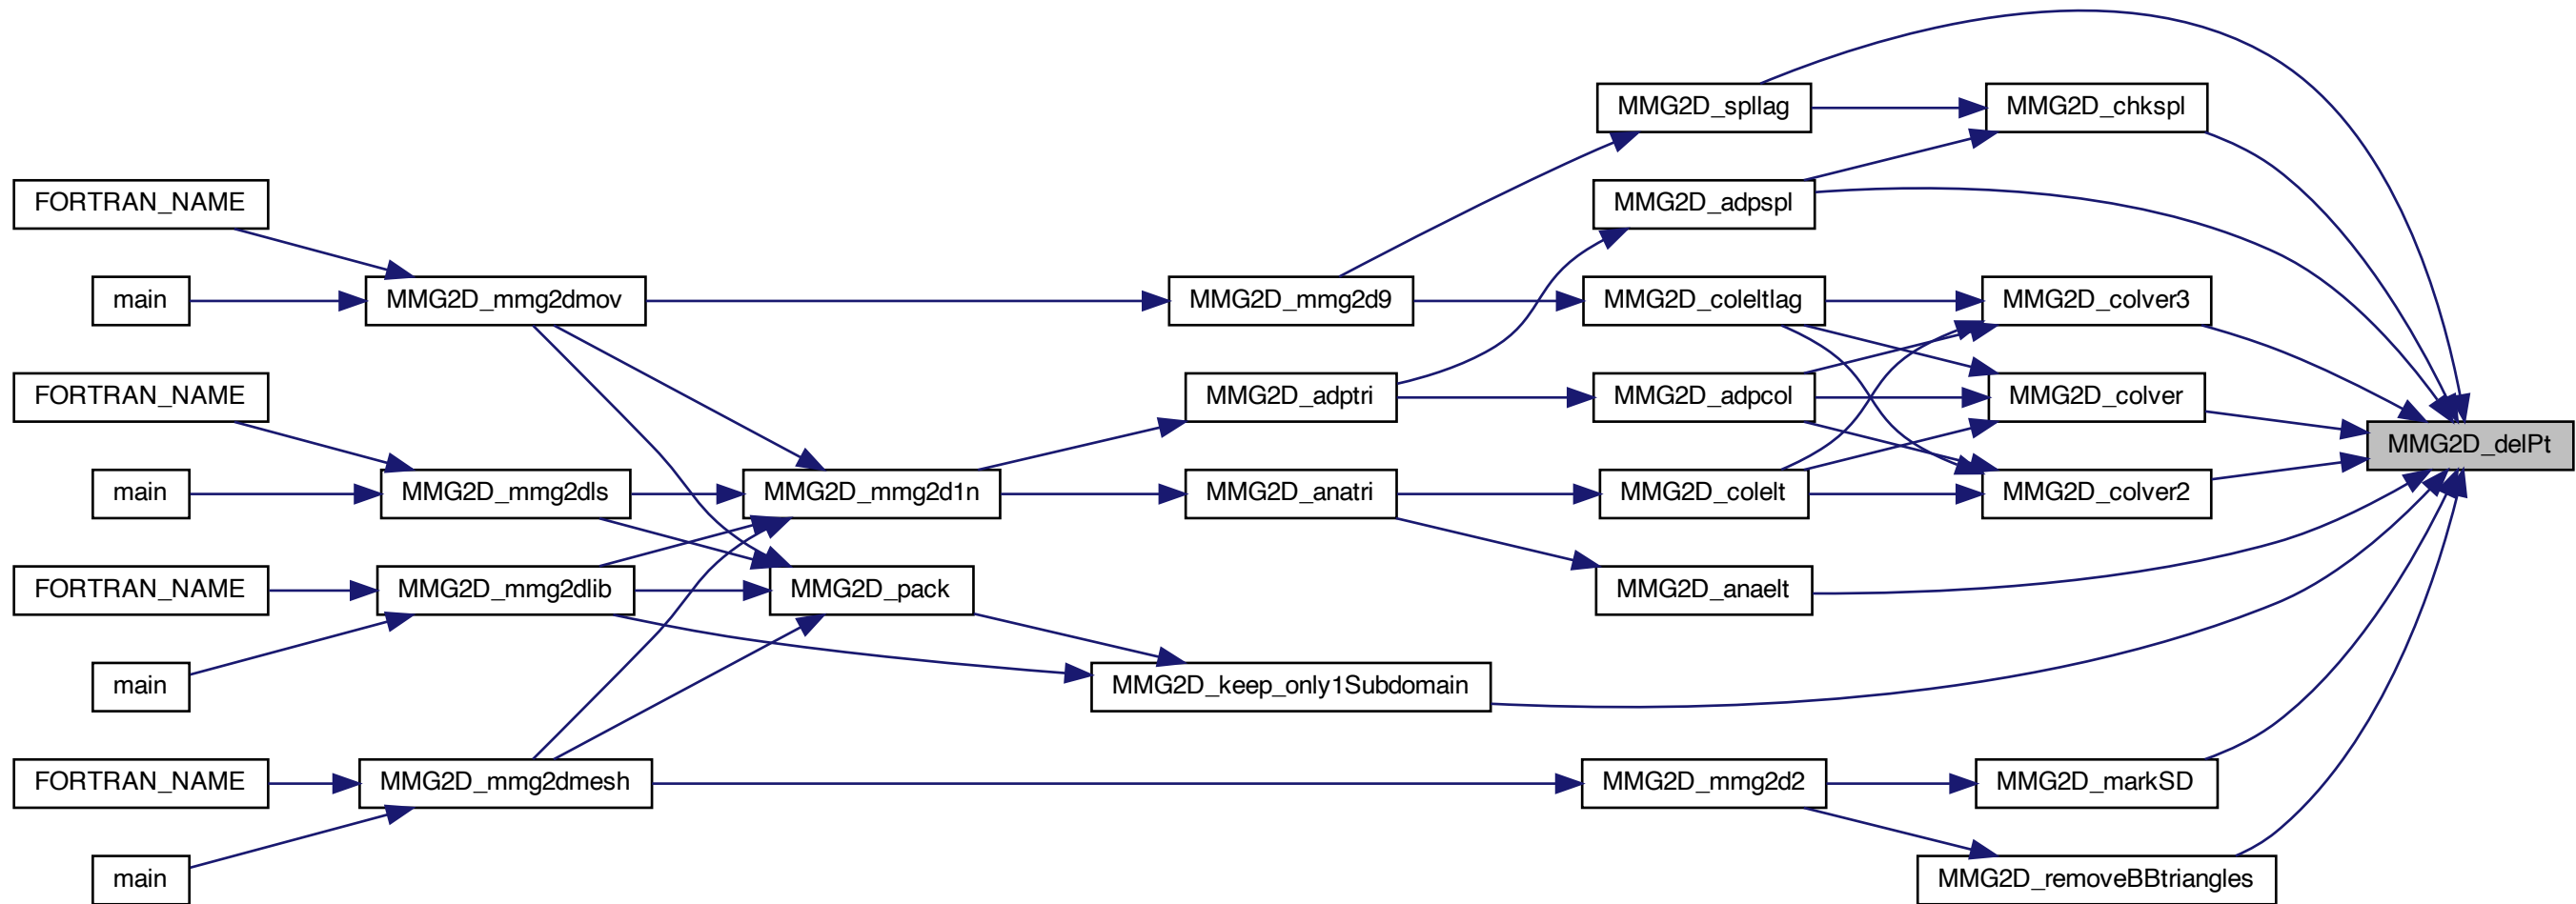 MMG2D_spllag
MMG2D_chkspl
FORTRAN_NAME
MMG2D_adpspl
main
MMG2D_mmg2dmov
MMG2D_mmg2d9
MMG2D_coleltlag
MMG2D_colver3
FORTRAN_NAME
MMG2D_adptri
MMG2D_adpcol
MMG2D_colver
MMG2D_delPt
main
MMG2D_mmg2dls
MMG2D_mmg2d1n
MMG2D_anatri
MMG2D_colelt
MMG2D_colver2
FORTRAN_NAME
MMG2D_mmg2dlib
MMG2D_pack
MMG2D_anaelt
main
MMG2D_keep_only1Subdomain
FORTRAN_NAME
MMG2D_mmg2dmesh
MMG2D_mmg2d2
MMG2D_markSD
main
MMG2D_removeBBtriangles